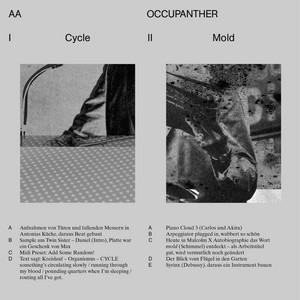 AA
OCCUPANTHER
I Cycle
II Mold
A Aufnahmen von Türen und fallenden Messern in
Antonius Küche, daraus Beat gebaut
B Sample aus Twin Sister – Daniel (Intro), Platte war
ein Geschenk von Max
C Midi Preset: Add Some Random!
D Text sagt Kreislauf – Organismus – CYCLE
something's circulating slowly / running through
my blood / pounding quarters when I'm sleeping /
routing all I've got.
A Piano Cloud 3 (Carlos und Akira)
B Arpeggiator plugged in, wabbert so schön
C Heute in Malcolm X Autobiographie das Wort
mold (Schimmel) entdeckt – als Arbeitstitel
gut, wird vermutlich noch geändert
D Der Blick vom Flügel in den Garten
E Syrinx (Debussy), daraus ein Instrument bauen